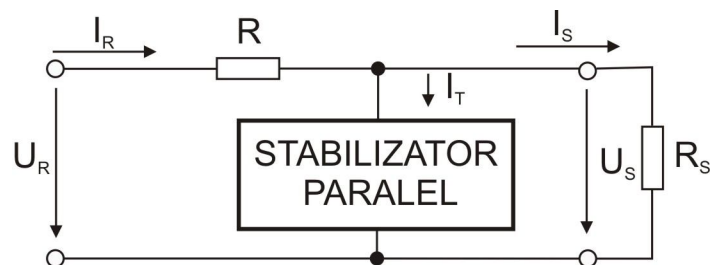 I_R
R
I_S
I_T
STABILIZATOR
PARALEL
U_R
U_S
R_S